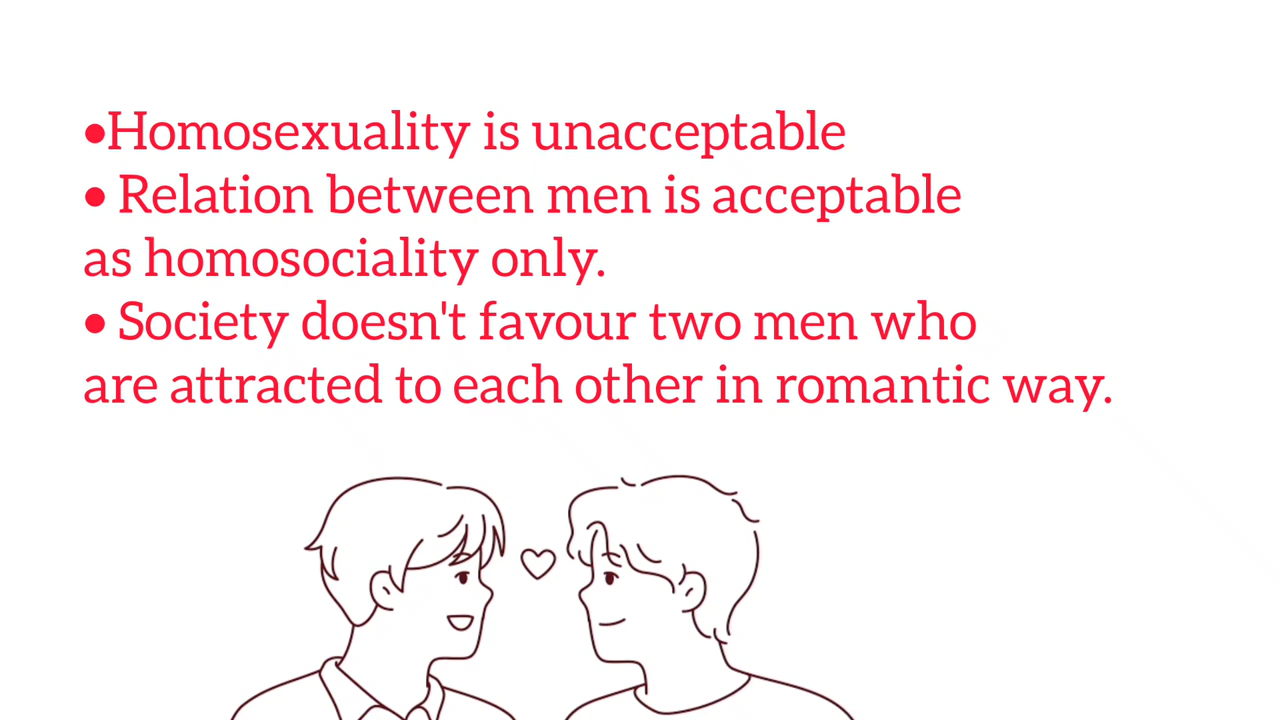 •Homosexuality is unacceptable
• Relation between men is acceptable
as homosociality only.
• Society doesn't favour two men who
are attracted to each other in romantic way.